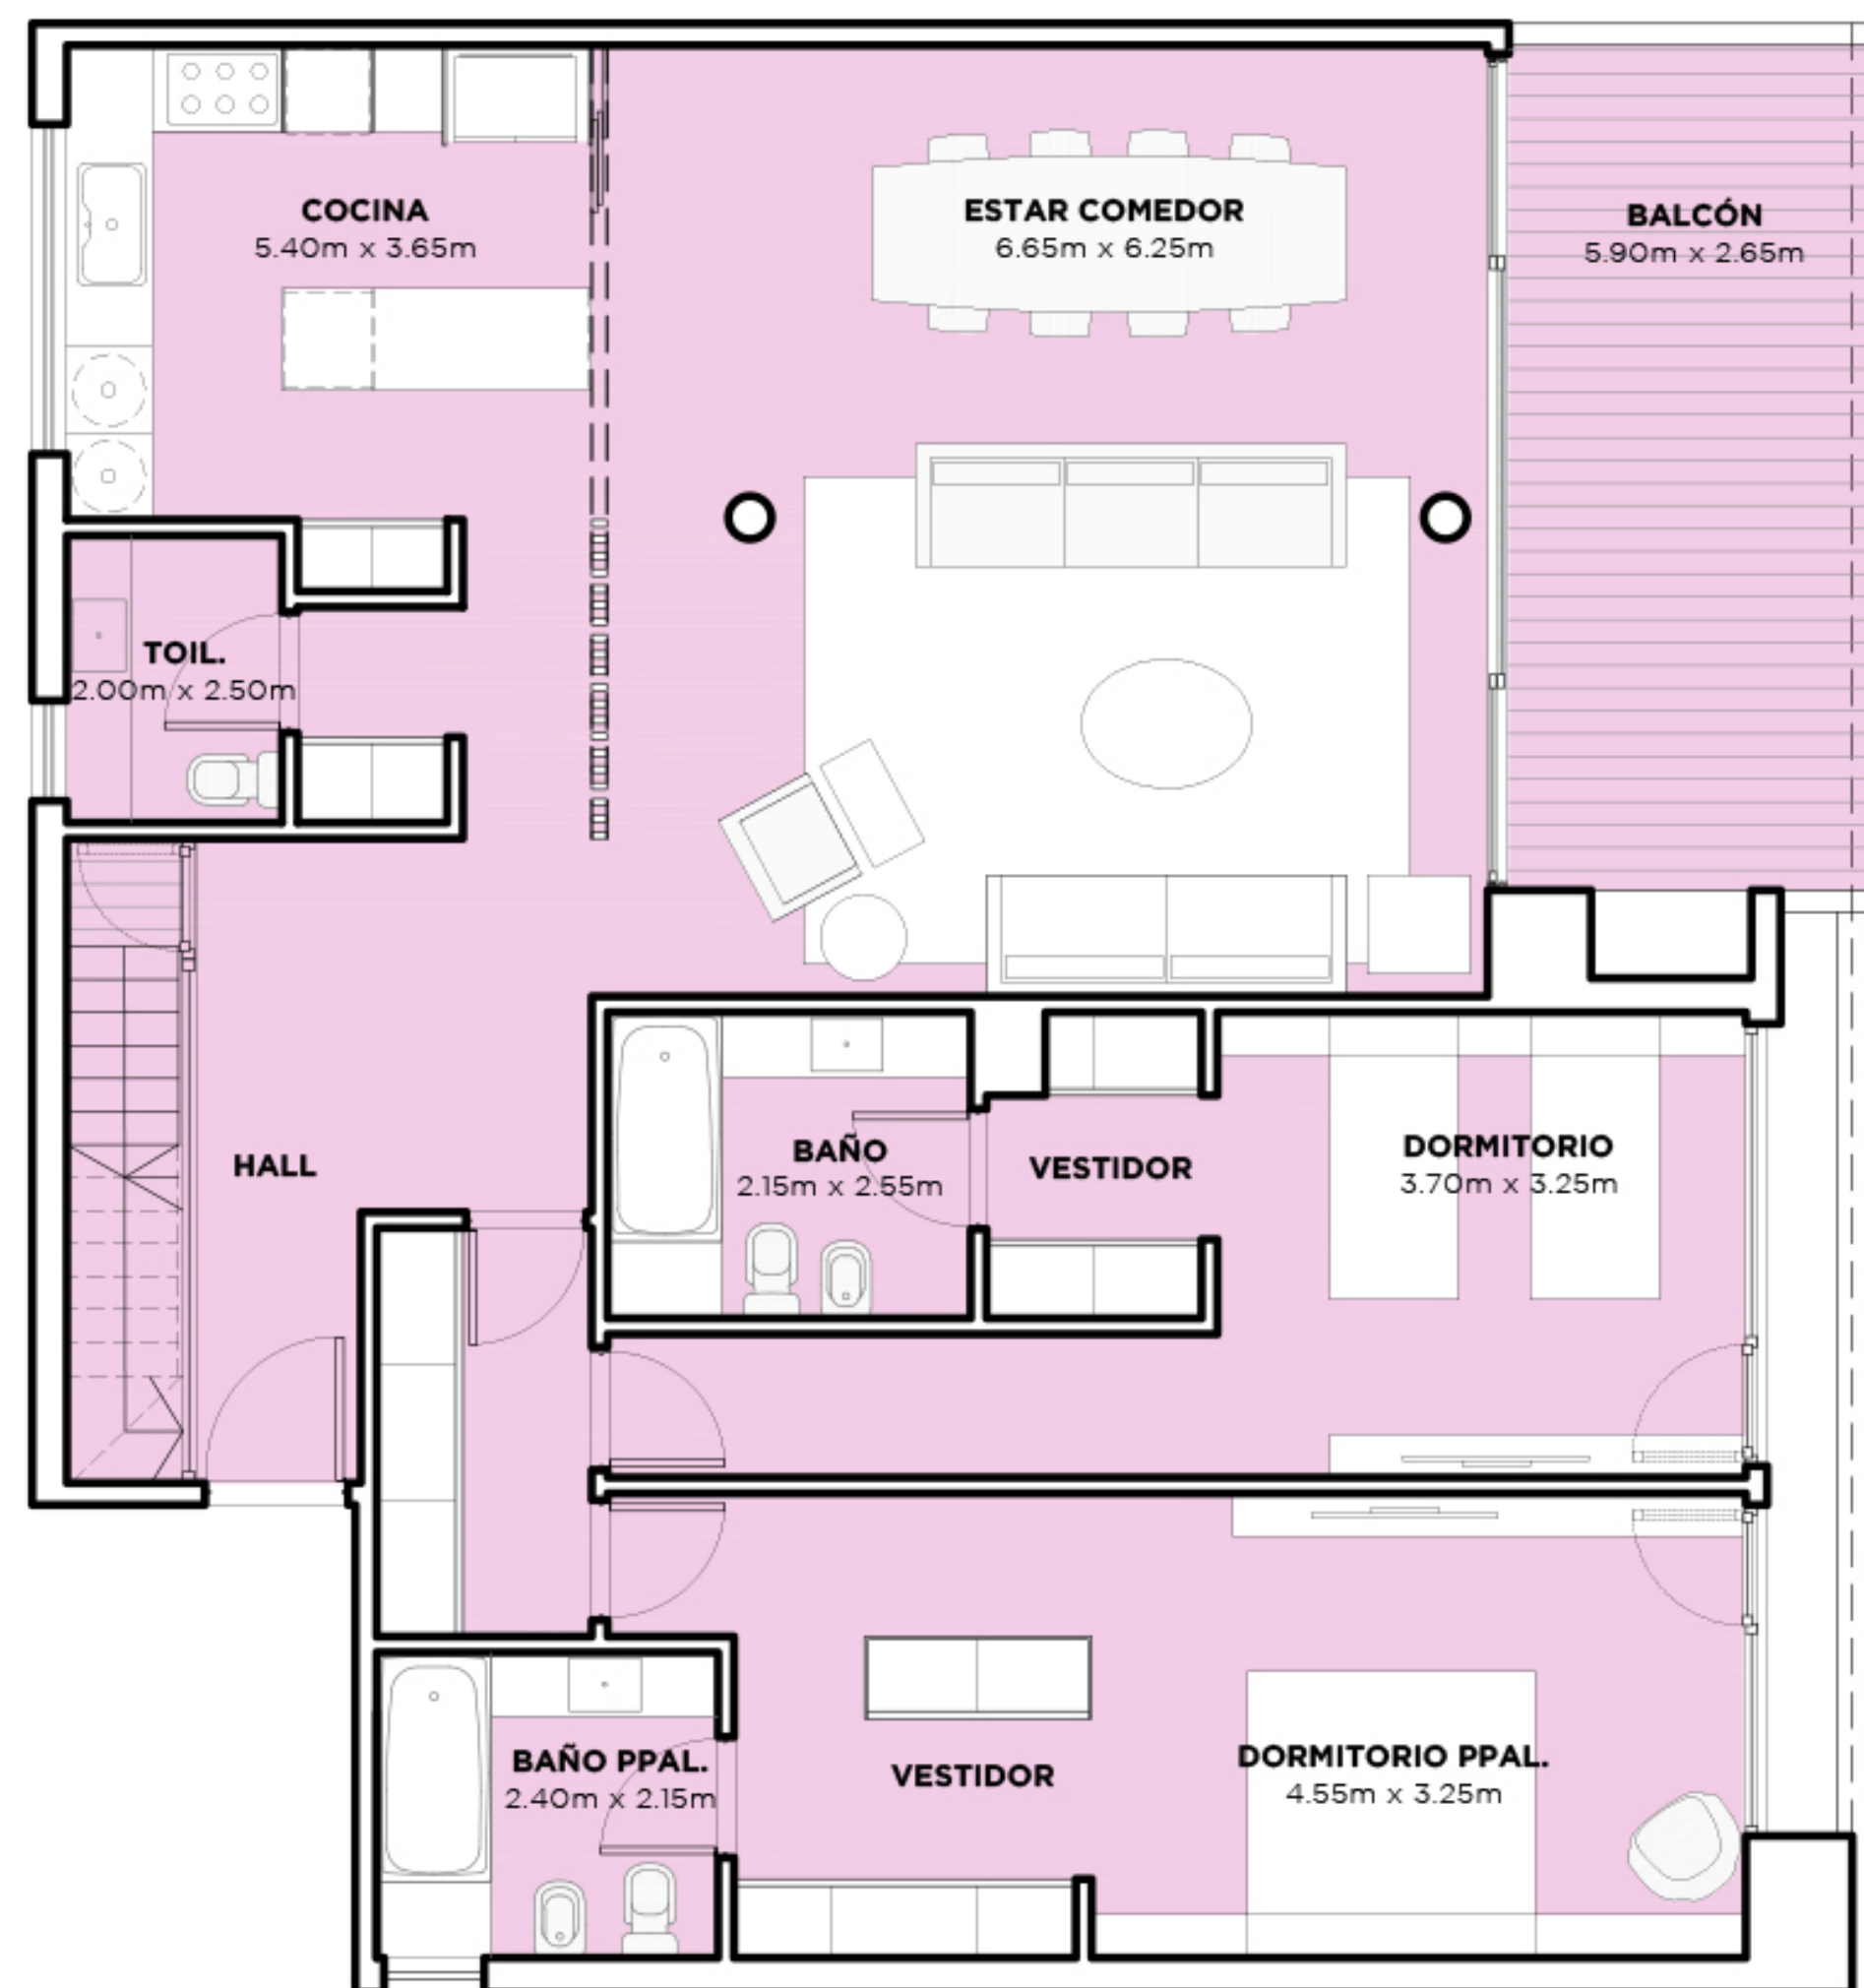 COCINA
5.40m x 3.65m
ESTAR COMEDOR
6.65m x 6.25m
BALCÓN
5.90m x 2.65m
TOIL.
2.00m x 2.50m
HALL
BAÑO
2.15m x 2.55m
VESTIDOR
DORMITORIO
3.70m x 3.25m
BAÑO PPAL.
2.40m x 2.15m
VESTIDOR
DORMITORIO PPAL.
4.55m x 3.25m